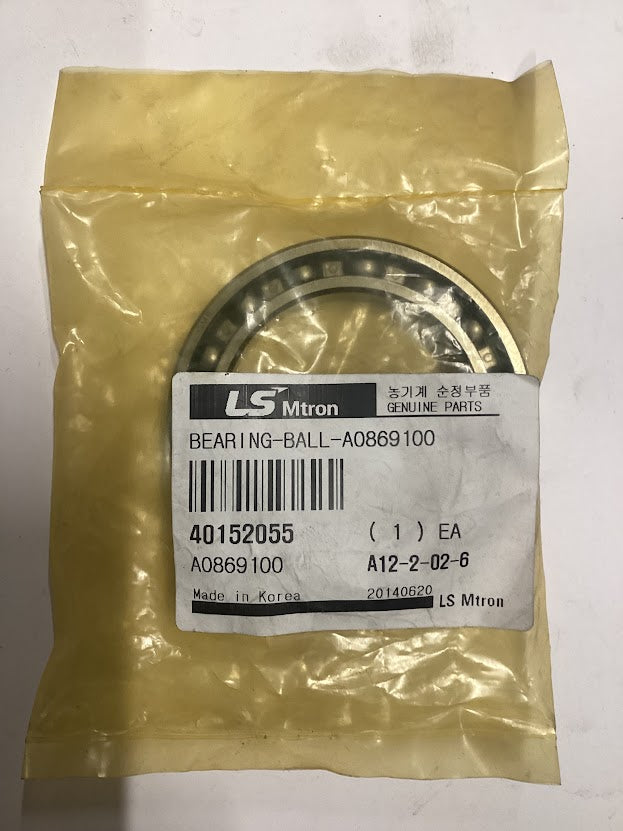 LS Mtron
농기계 순정부품
GENUINE PARTS
BEARING-BALL-A0869100
40152055 ( 1 ) EA
A0869100 A12-2-02-6
Made in Korea 20140620 LS Mtron